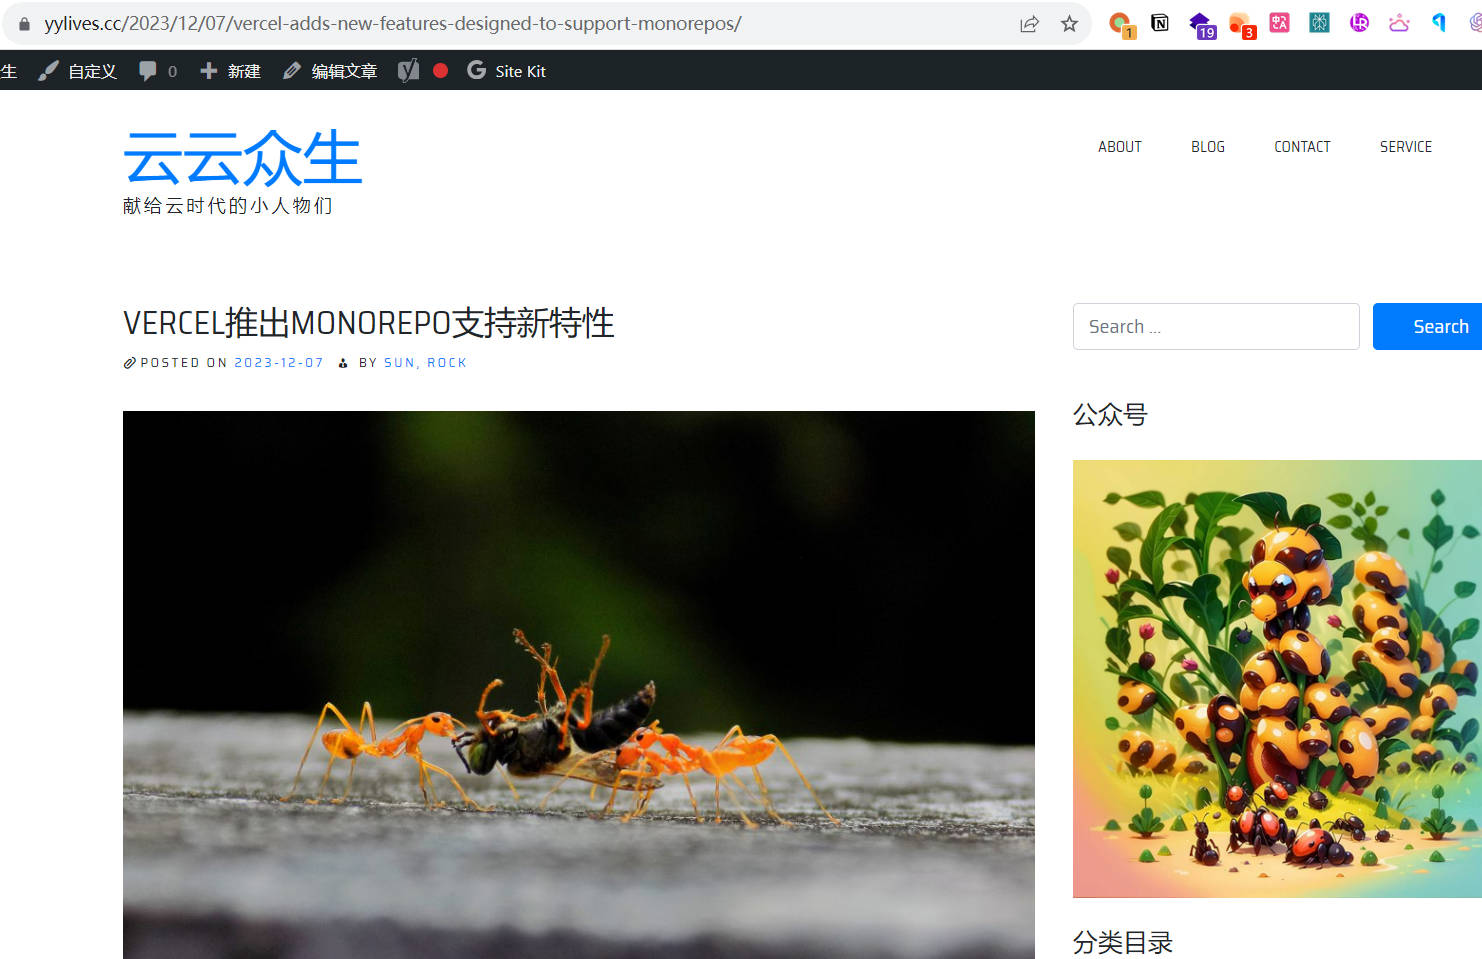 yylives.cc/2023/12/07/vercel-adds-new-features-designed-to-support-monorepos/
1
19
3
中
文A
LR
生 自定义 0 新建 编辑文章 Site Kit
云云众生
献给云时代的小人物们
ABOUT BLOG CONTACT SERVICE
VERCEL推出MONOREPO支持新特性
POSTED ON 2023-12-07 BY SUN, ROCK
Search ...
Search
公众号
分类目录